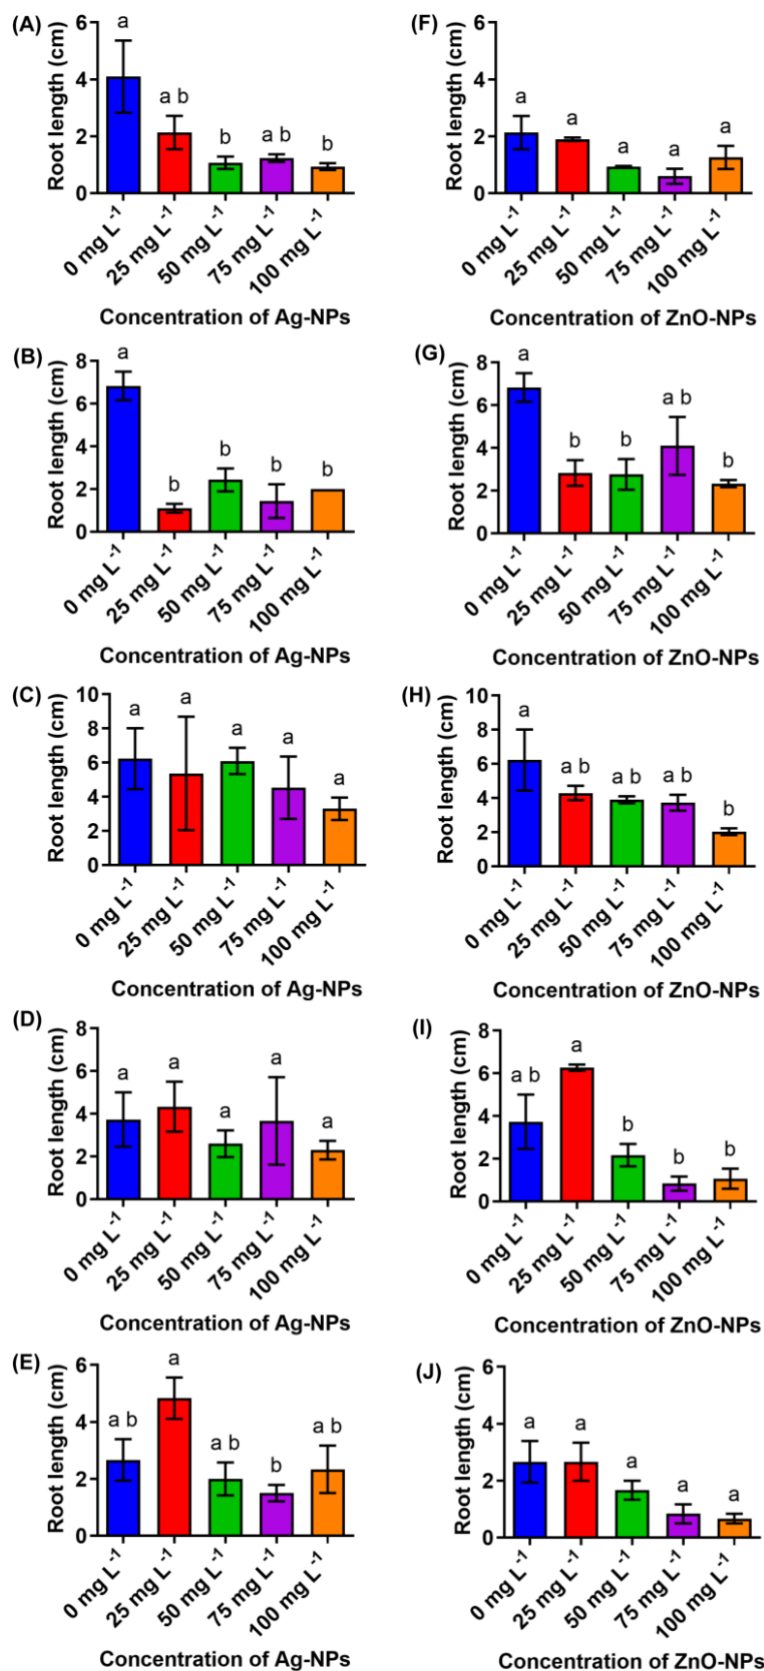 (A)
Root length (cm)
6
4
2
0
a
a b
b
a b
b
0 mg L⁻¹
25 mg L⁻¹
50 mg L⁻¹
75 mg L⁻¹
100 mg L⁻¹
Concentration of Ag-NPs
(F)
Root length (cm)
6
4
2
0
a
a
a
a
a
0 mg L⁻¹
25 mg L⁻¹
50 mg L⁻¹
75 mg L⁻¹
100 mg L⁻¹
Concentration of ZnO-NPs
(B)
Root length (cm)
8
6
4
2
0
a
b
b
b
b
0 mg L⁻¹
25 mg L⁻¹
50 mg L⁻¹
75 mg L⁻¹
100 mg L⁻¹
Concentration of Ag-NPs
(G)
Root length (cm)
8
6
4
2
0
a
b
b
a b
b
0 mg L⁻¹
25 mg L⁻¹
50 mg L⁻¹
75 mg L⁻¹
100 mg L⁻¹
Concentration of ZnO-NPs
(C)
Root length (cm)
10
8
6
4
2
0
a
a
a
a
a
0 mg L⁻¹
25 mg L⁻¹
50 mg L⁻¹
75 mg L⁻¹
100 mg L⁻¹
Concentration of Ag-NPs
(H)
Root length (cm)
10
8
6
4
2
0
a
a b
a b
a b
b
0 mg L⁻¹
25 mg L⁻¹
50 mg L⁻¹
75 mg L⁻¹
100 mg L⁻¹
Concentration of ZnO-NPs
(D)
Root length (cm)
8
6
4
2
0
a
a
a
a
a
0 mg L⁻¹
25 mg L⁻¹
50 mg L⁻¹
75 mg L⁻¹
100 mg L⁻¹
Concentration of Ag-NPs
(I)
Root length (cm)
8
6
4
2
0
a b
a
b
b
b
0 mg L⁻¹
25 mg L⁻¹
50 mg L⁻¹
75 mg L⁻¹
100 mg L⁻¹
Concentration of ZnO-NPs
(E)
Root length (cm)
6
4
2
0
a b
a
a b
b
a b
0 mg L⁻¹
25 mg L⁻¹
50 mg L⁻¹
75 mg L⁻¹
100 mg L⁻¹
Concentration of Ag-NPs
(J)
Root length (cm)
6
4
2
0
a
a
a
a
a
0 mg L⁻¹
25 mg L⁻¹
50 mg L⁻¹
75 mg L⁻¹
100 mg L⁻¹
Concentration of ZnO-NPs